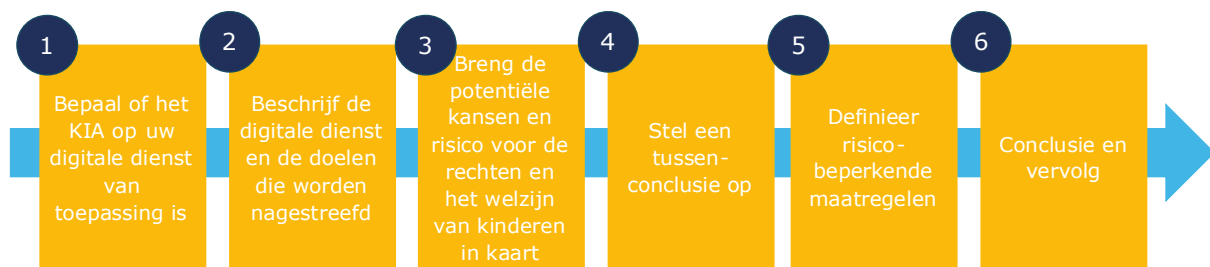 1
Bepaal of het
KIA op uw
digitale dienst
van
toepassing is
2
Beschrijf de
digitale dienst
en de doelen
die worden
nagestreefd
3
Breng de
potentiële
kansen en
risico voor de
rechten en
het welzijn
van kinderen
in kaart
4
Stel een
tussen-
conclusie op
5
Definieer
risico-
beperkende
maatregelen
6
Conclusie en
vervolg